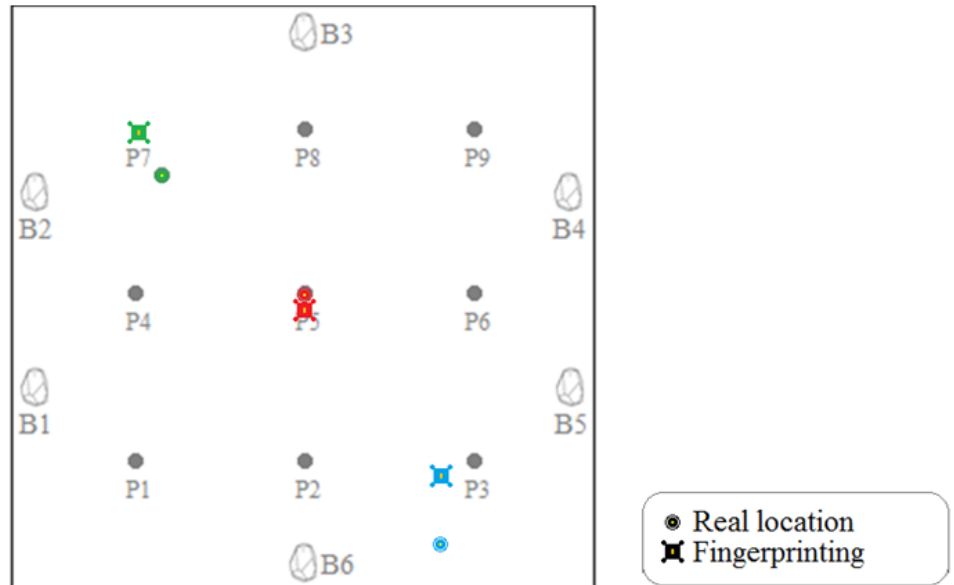 B3
P7
P8
P9
B2
B4
P4
P5
P6
B1
B5
P1
P2
P3
B6
Real location
Fingerprinting